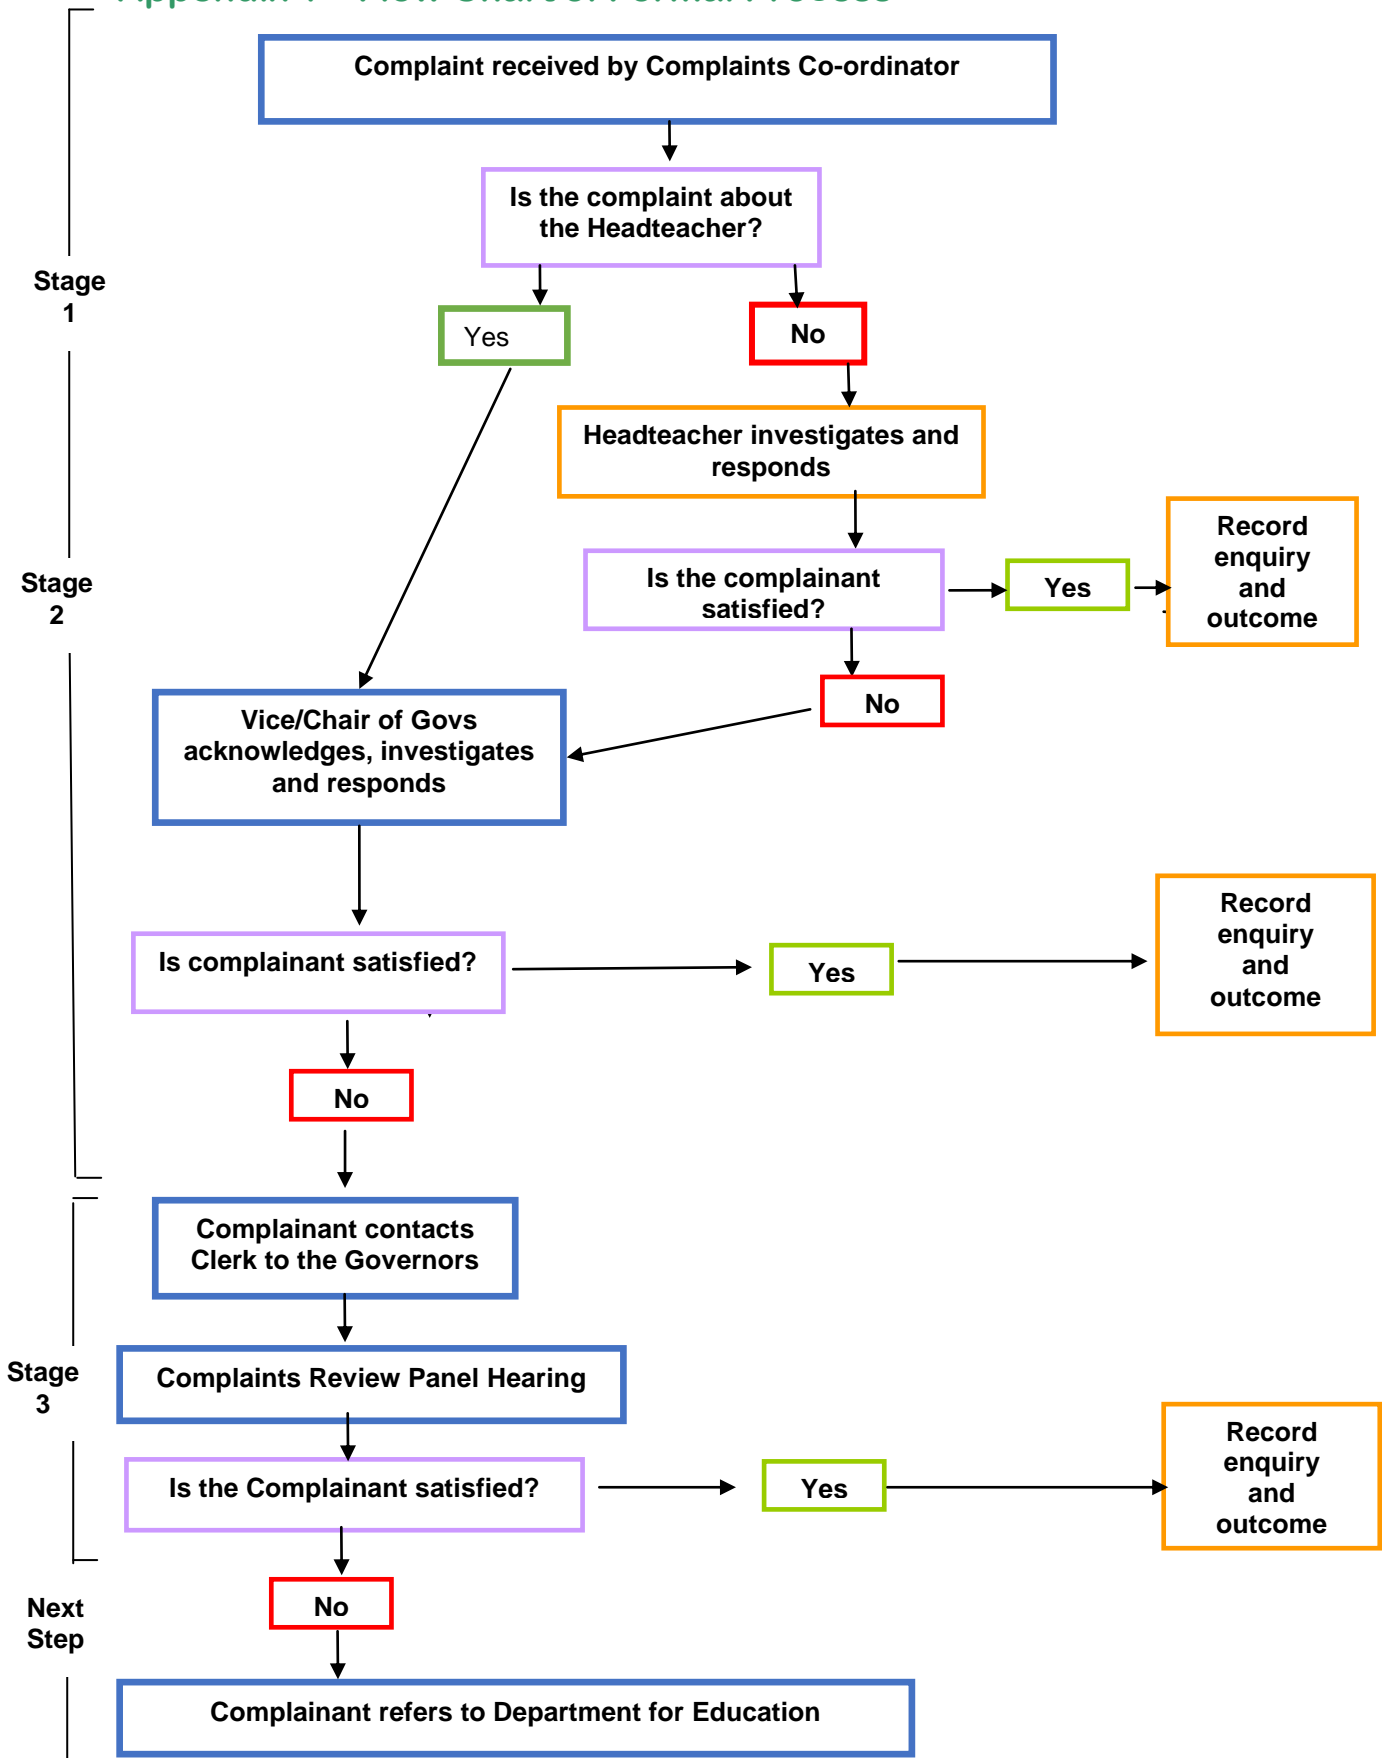 Complaint received by Complaints Co-ordinator
Is the complaint about
the Headteacher?
Stage
1
Yes
No
Headteacher investigates and
responds
Stage
2
Is the complainant
satisfied?
Yes
Record
enquiry
and
outcome
No
Vice/Chair of Govs
acknowledges, investigates
and responds
Is complainant satisfied?
Yes
Record
enquiry
and
outcome
No
Complainant contacts
Clerk to the Governors
Stage
3
Complaints Review Panel Hearing
Is the Complainant satisfied?
Yes
Record
enquiry
and
outcome
No
Next
Step
Complainant refers to Department for Education